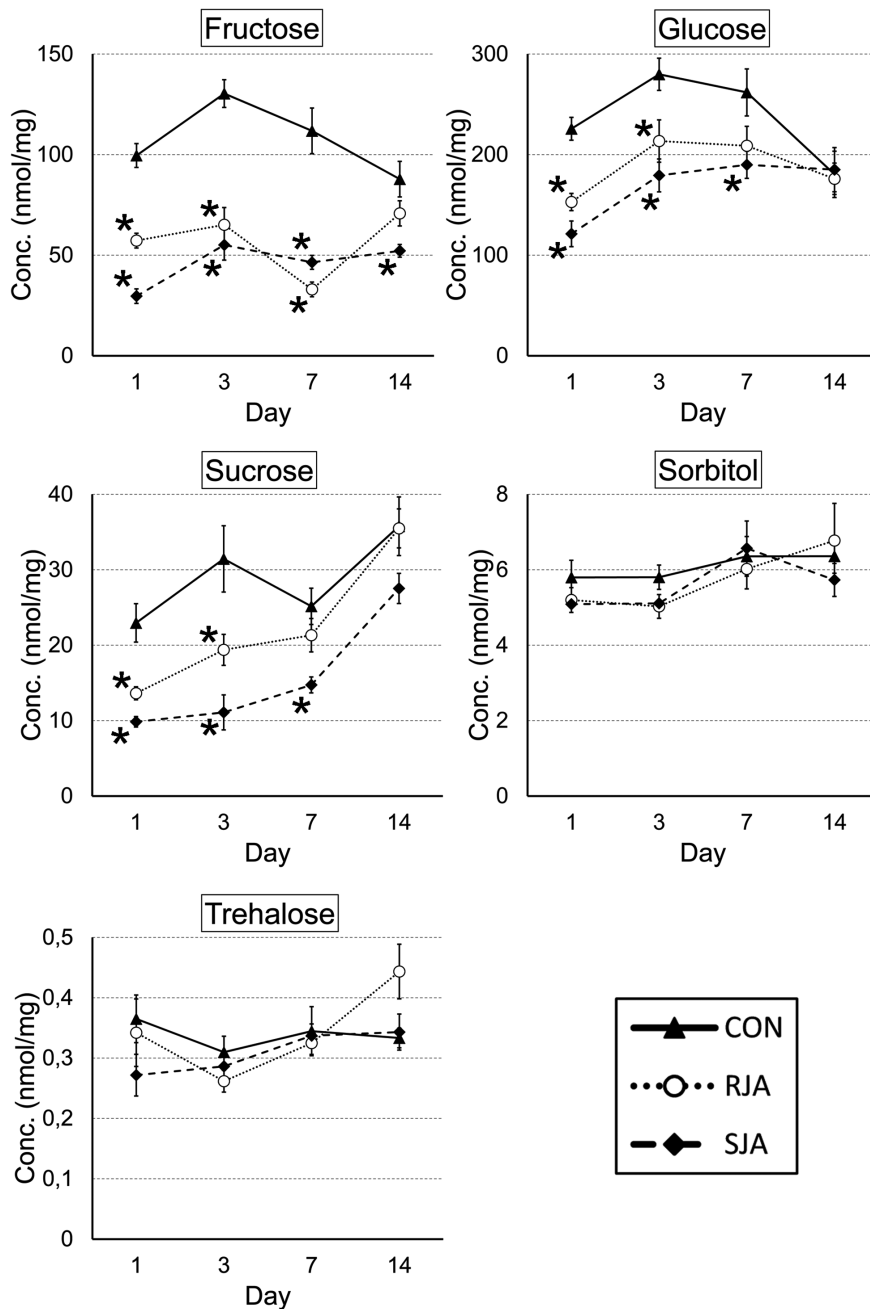 Fructose
Conc. (nmol/mg)
150
100
50
0
*
*
*
*
*
*
*
1 3 7 14
Day
Glucose
Conc. (nmol/mg)
300
200
100
0
*
*
*
*
*
1 3 7 14
Day
Sucrose
Conc. (nmol/mg)
40
30
20
10
0
*
*
*
*
*
1 3 7 14
Day
Sorbitol
Conc. (nmol/mg)
8
6
4
2
0
1 3 7 14
Day
Trehalose
Conc. (nmol/mg)
0,5
0,4
0,3
0,2
0,1
0
1 3 7 14
Day
CON
RJA
SJA